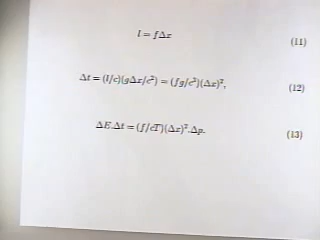 l = fΔx (11)
Δt = (l/c)(gΔx/c²) = (fg/c³)(Δx)², (12)
ΔE.Δt = (f/cT)(Δx)².Δp. (13)